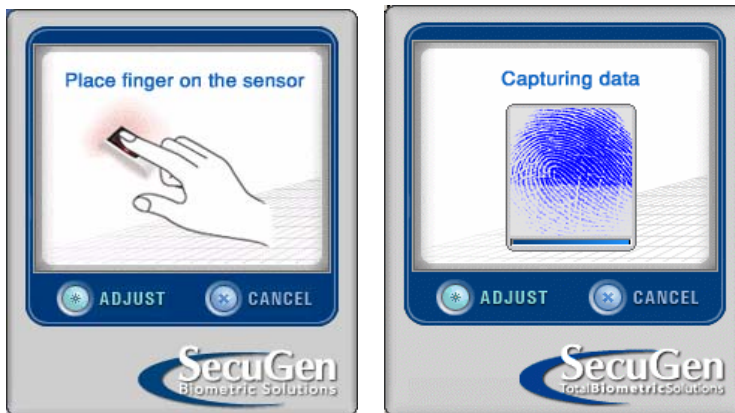 Place finger on the sensor
ADJUST
CANCEL
SecuGen
Biometric Solutions
Capturing data
ADJUST
CANCEL
SecuGen
TotalBiometricSolutions